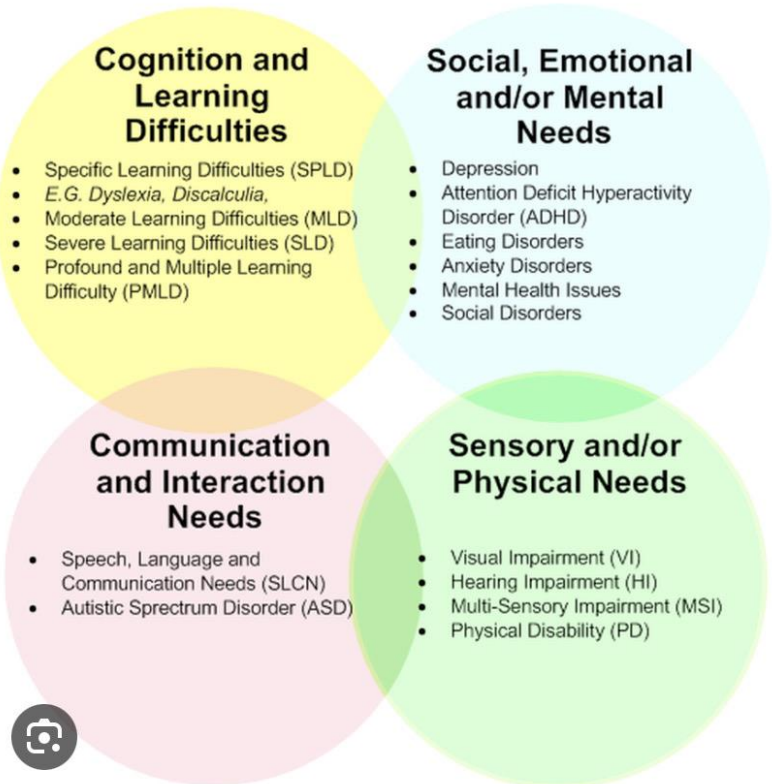 Cognition and
Learning
Difficulties
• Specific Learning Difficulties (SPLD)
• E.G. Dyslexia, Discalculia,
• Moderate Learning Difficulties (MLD)
• Severe Learning Difficulties (SLD)
• Profound and Multiple Learning
Difficulty (PMLD)
Social, Emotional
and/or Mental
Needs
• Depression
• Attention Deficit Hyperactivity
Disorder (ADHD)
• Eating Disorders
• Anxiety Disorders
• Mental Health Issues
• Social Disorders
Communication
and Interaction
Needs
• Speech, Language and
Communication Needs (SLCN)
• Autistic Spectrum Disorder (ASD)
Sensory and/or
Physical Needs
• Visual Impairment (VI)
• Hearing Impairment (HI)
• Multi-Sensory Impairment (MSI)
• Physical Disability (PD)